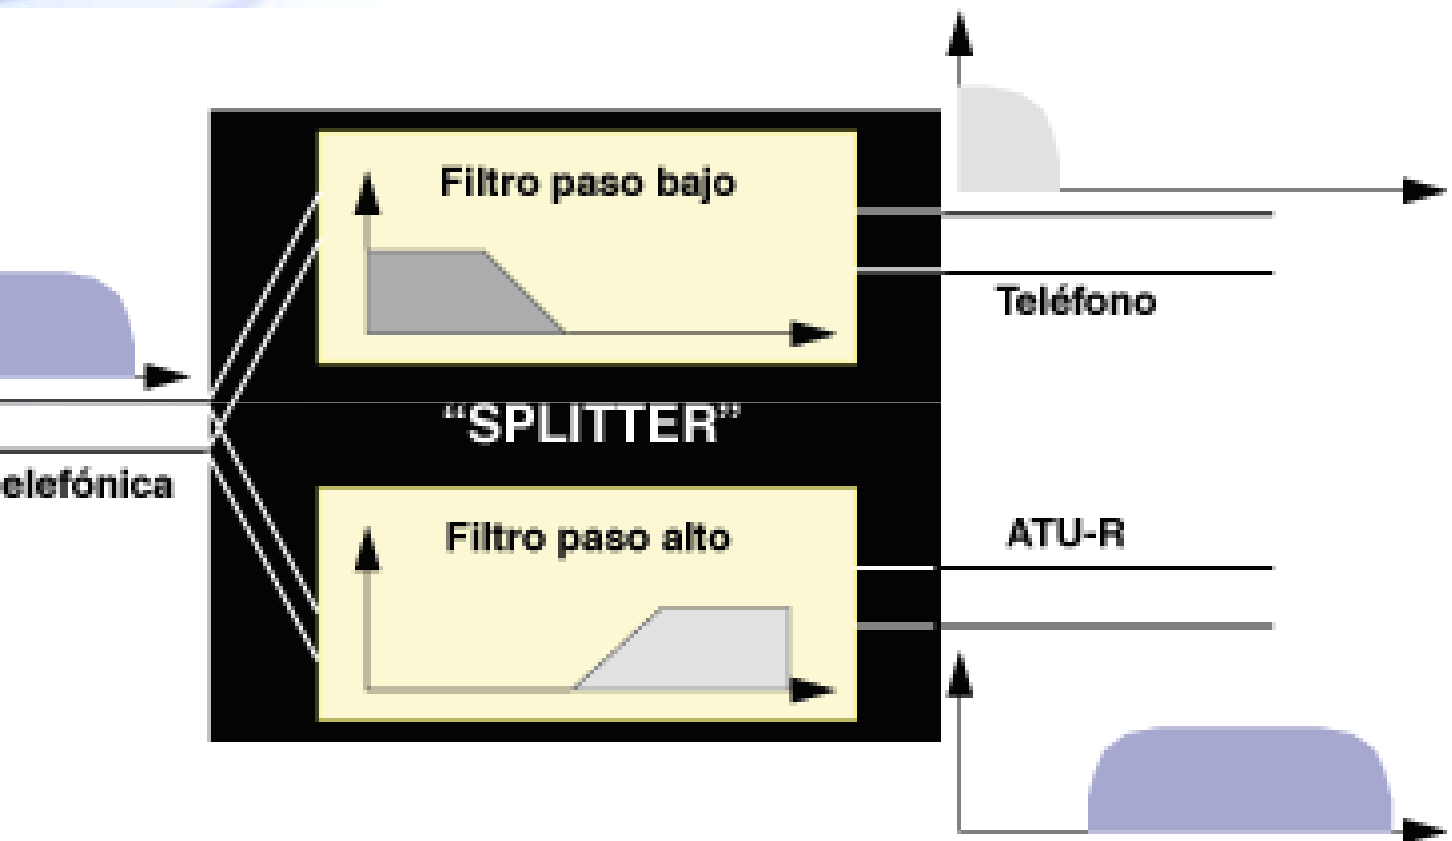 Filtro paso bajo
Teléfono
“SPLITTER”
elefónica
Filtro paso alto
ATU-R